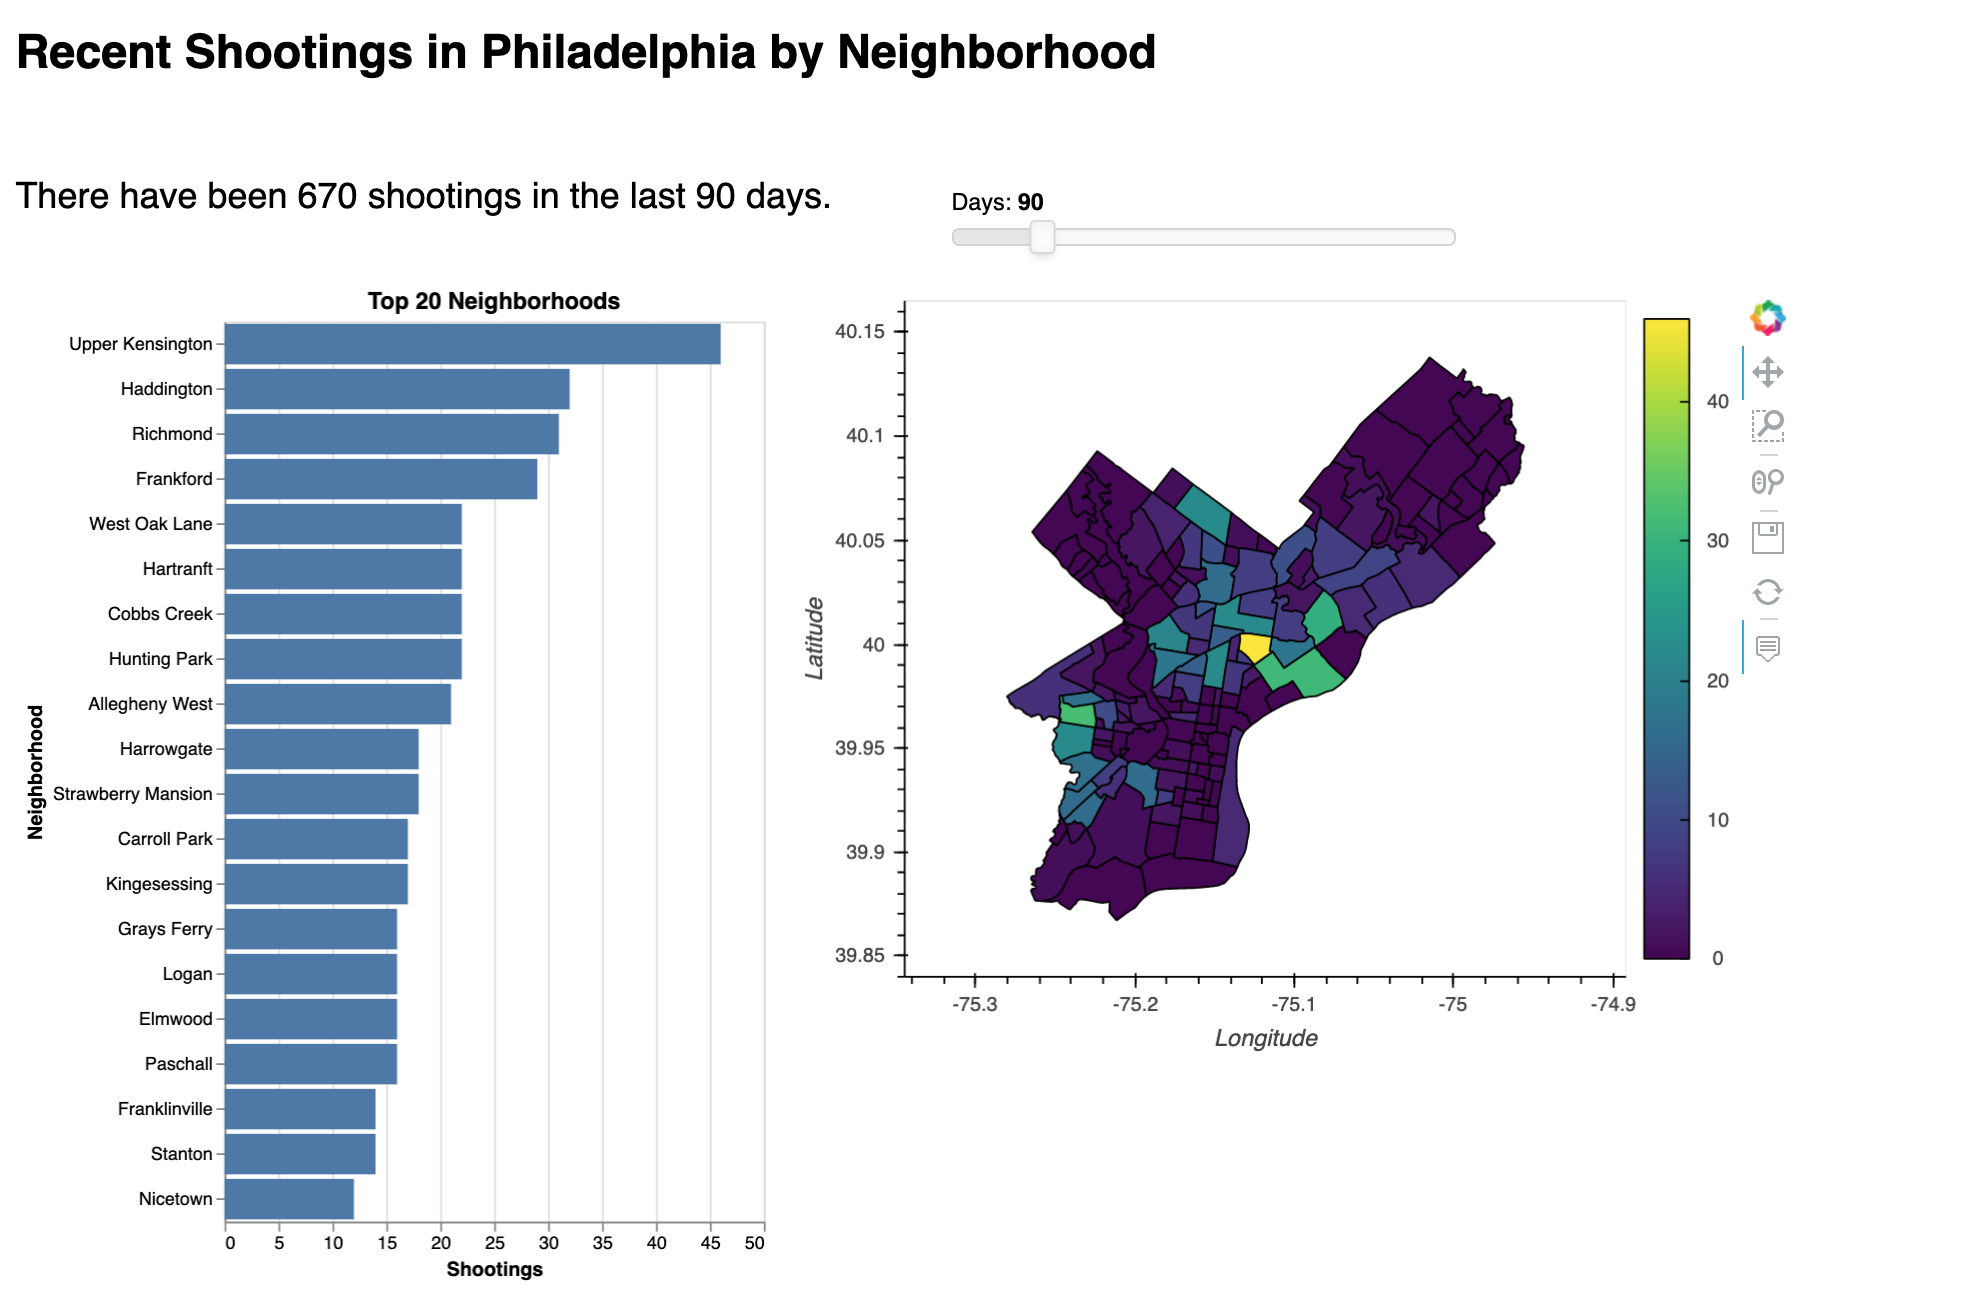 Recent Shootings in Philadelphia by Neighborhood
There have been 670 shootings in the last 90 days.
Days: 90
Top 20 Neighborhoods
Neighborhood
Upper Kensington
Haddington
Richmond
Frankford
West Oak Lane
Hartranft
Cobbs Creek
Hunting Park
Allegheny West
Harrowgate
Strawberry Mansion
Carroll Park
Kingesessing
Grays Ferry
Logan
Elmwood
Paschall
Franklinville
Stanton
Nicetown
0 5 10 15 20 25 30 35 40 45 50
Shootings
Latitude
40.15
40.1
40.05
40
39.95
39.9
39.85
-75.3 -75.2 -75.1 -75 -74.9
Longitude
40
30
20
10
0